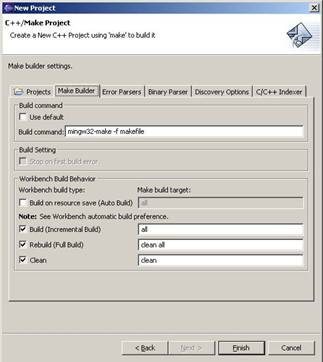 New Project
C++/Make Project
Create a New C++ Project using 'make' to build it
Make builder settings.
Projects Make Builder Error Parsers Binary Parser Discovery Options C/C++ Indexer
Build command
Use default
Build command: mingw32-make -f makefile
Build Setting
Stop on first build error.
Workbench Build Behavior
Workbench build type: Make build target:
Build on resource save (Auto Build) all
Note: See Workbench automatic build preference.
Build (Incremental Build) all
Rebuild (Full Build) clean all
Clean clean
< Back Next > Finish Cancel